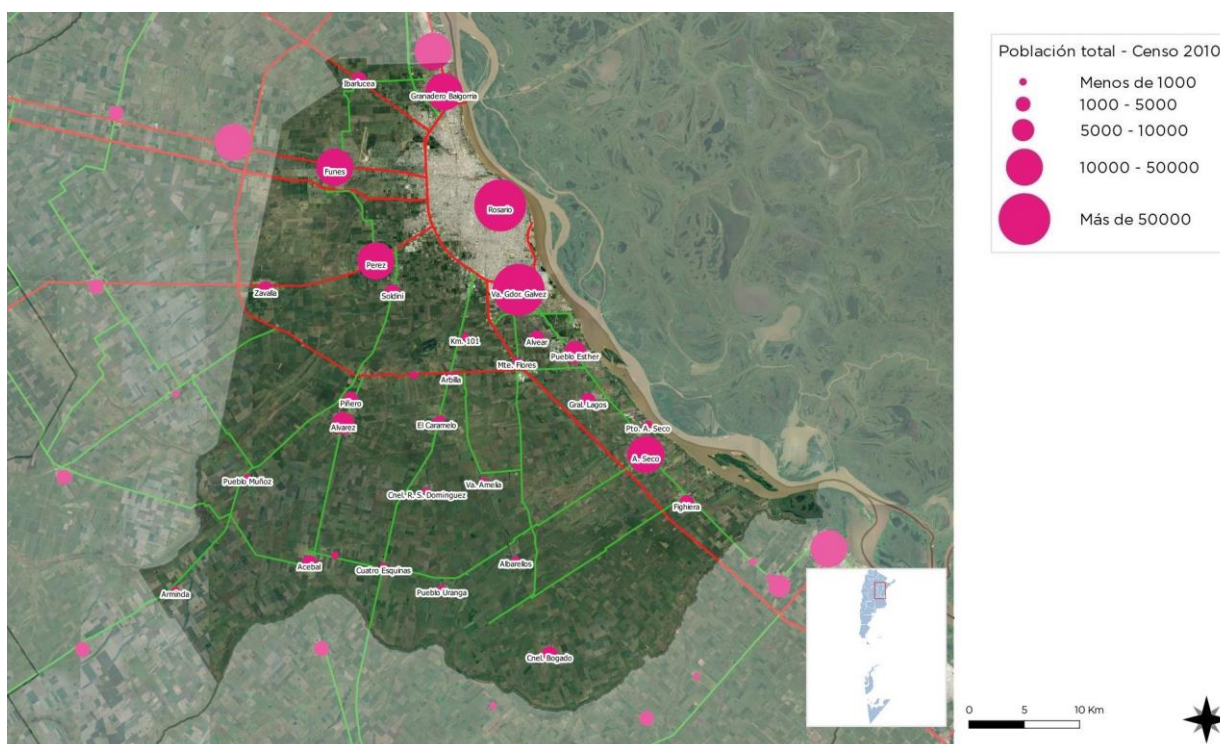 Ibarlucea
Granadero Baigorria
Funes
Rosario
Perez
Zavalla
Soldini
Va. Gdor. Galvez
Km. 101
Alvear
Pueblo Esther
Mte. Flores
Arbilla
Piñero
Gral. Lagos
Alvarez
El Caramelo
Pto. A. Seco
A. Seco
Pueblo Muñoz
Va. Amelia
Cnel. R. S. Dominguez
Fighiera
Acebal
Cuatro Esquinas
Albarellos
Arminda
Pueblo Uranga
Cnel. Bogado
Población total - Censo 2010
Menos de 1000
1000 - 5000
5000 - 10000
10000 - 50000
Más de 50000
0 5 10 Km